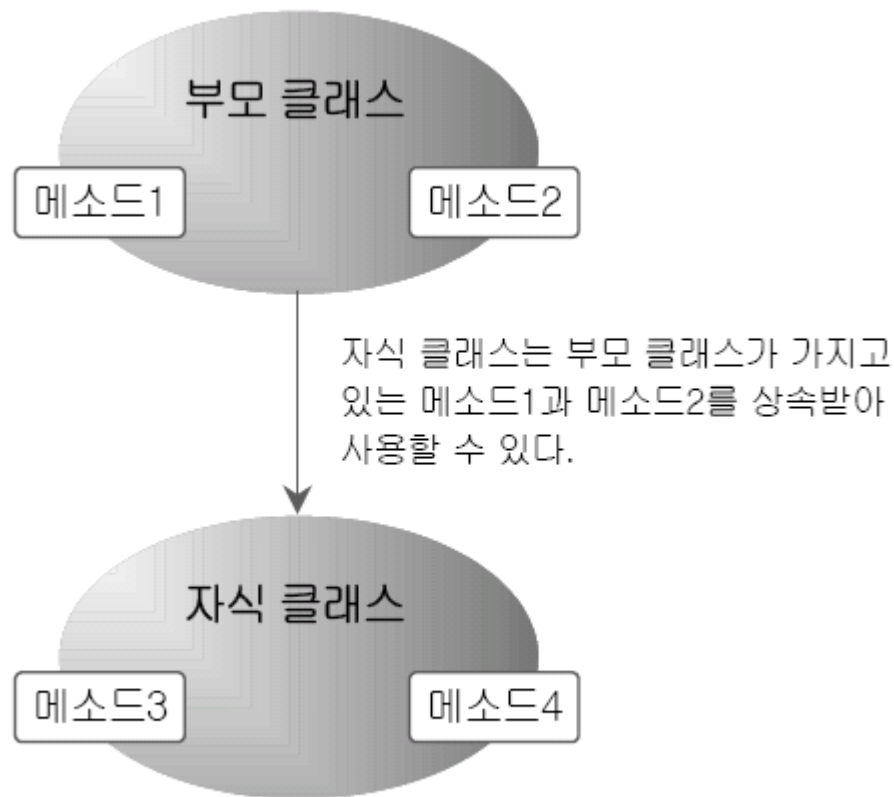 부모 클래스
메소드1
메소드2
자식 클래스는 부모 클래스가 가지고
있는 메소드1과 메소드2를 상속받아
사용할 수 있다.
자식 클래스
메소드3
메소드4